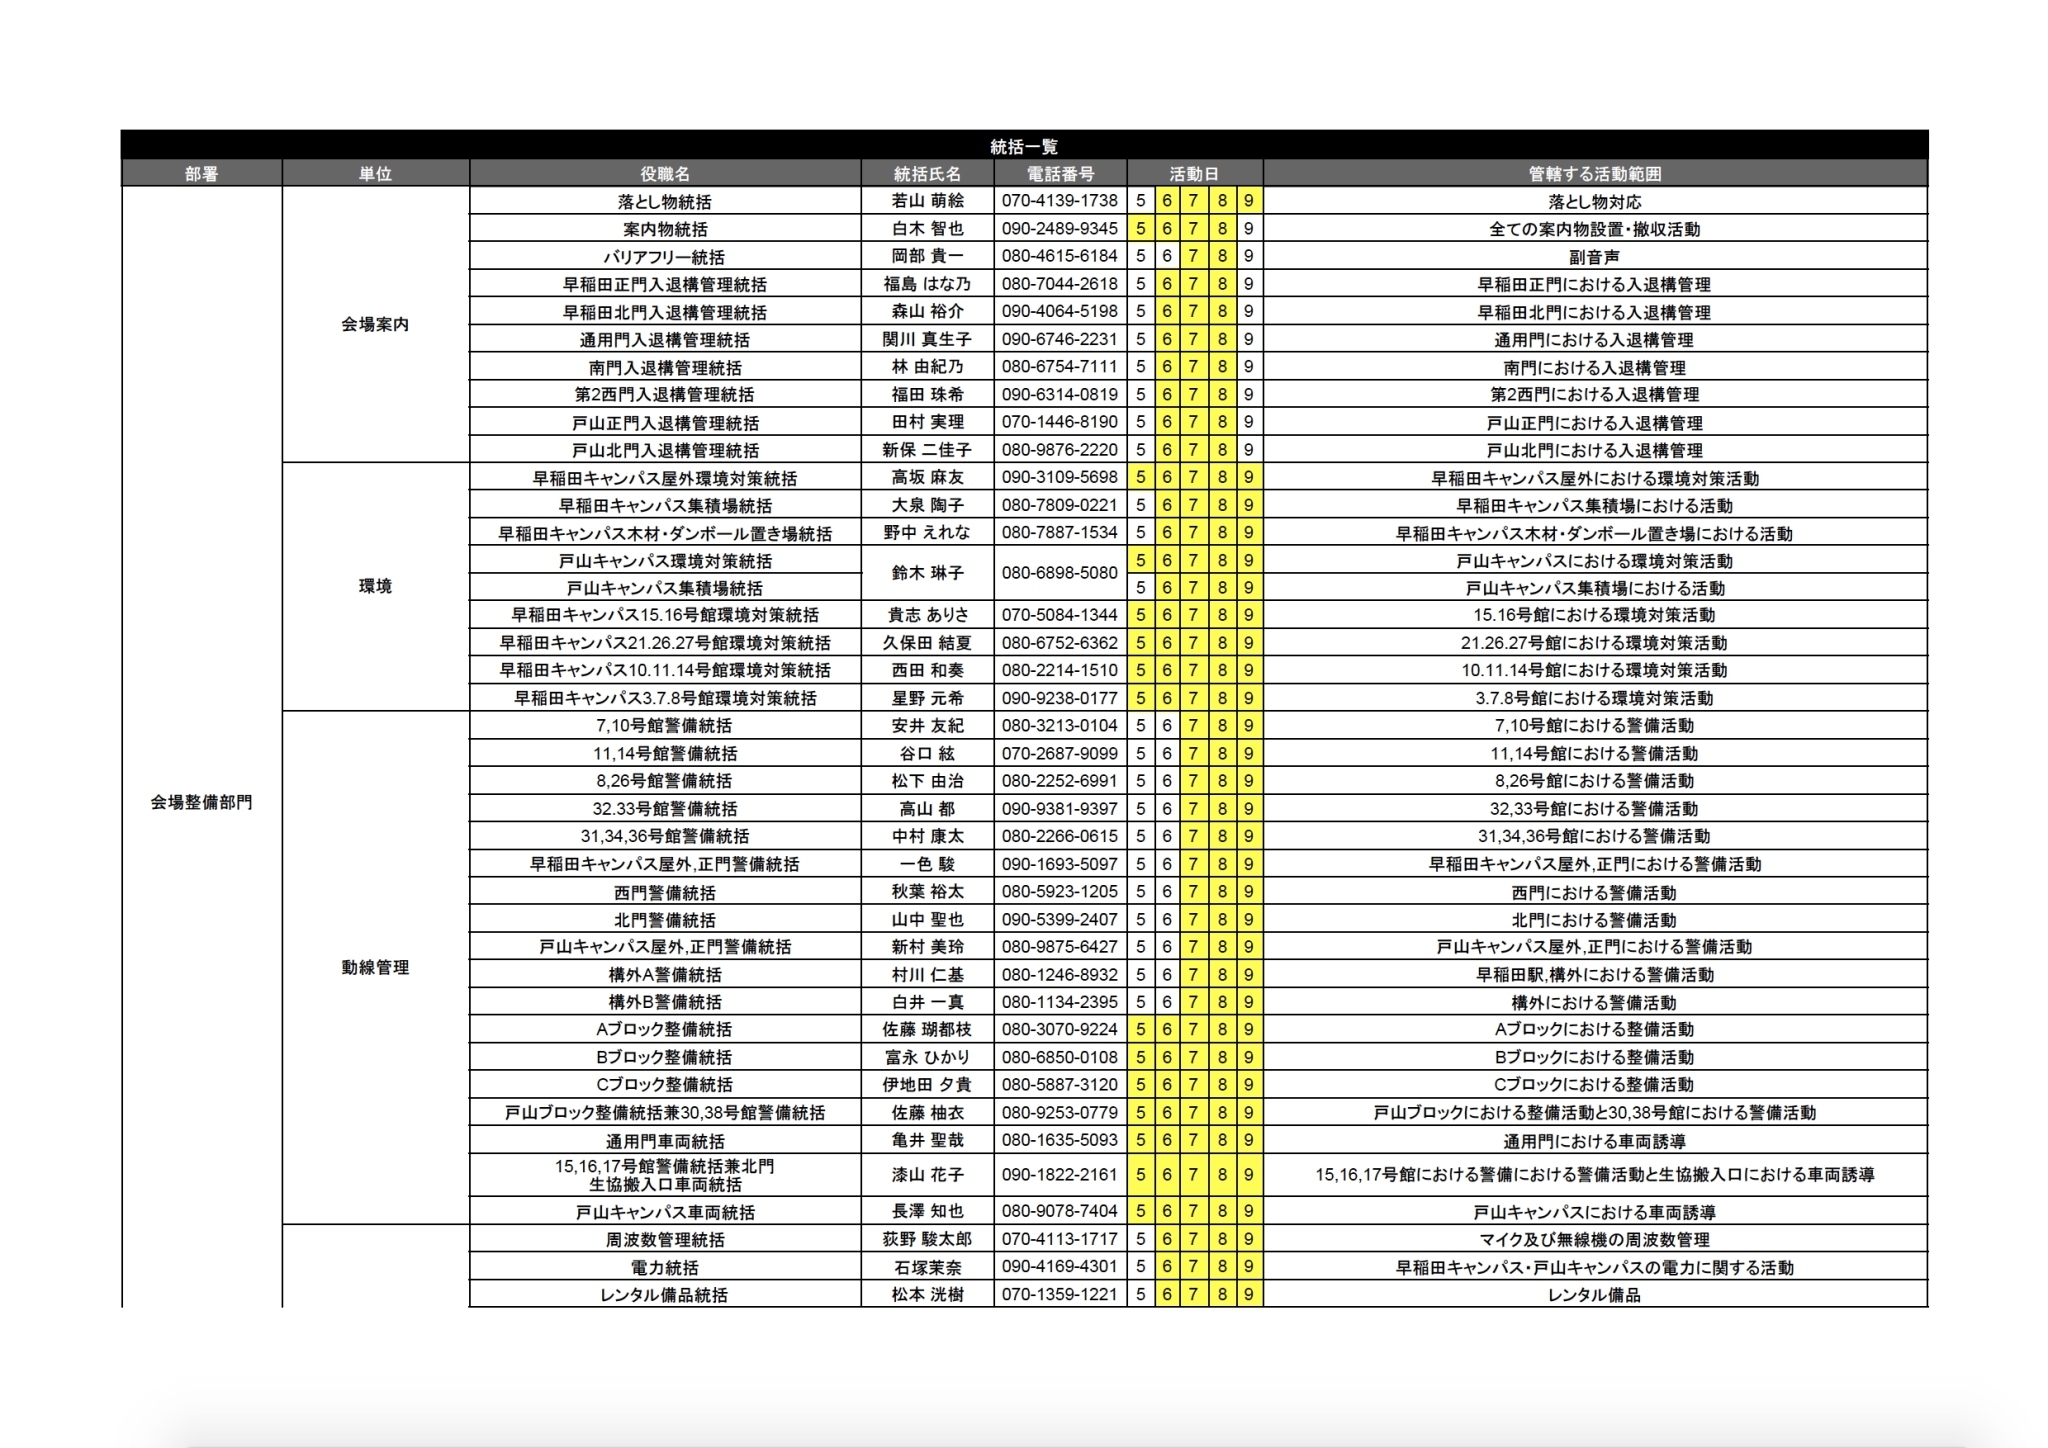 統括一覧
部署 単位 役職名 統括氏名 電話番号 活動日 管轄する活動範囲
会場整備部門
会場案内
落とし物統括 若山 萌絵 070-4139-1738 5 6 7 8 9 落とし物対応
案内物統括 白木 智也 090-2489-9345 5 6 7 8 9 全ての案内物設置・撤収活動
バリアフリー統括 岡部 貴一 080-4615-6184 5 6 7 8 9 副音声
早稲田正門入退構管理統括 福島 はな乃 080-7044-2618 5 6 7 8 9 早稲田正門における入退構管理
早稲田北門入退構管理統括 森山 裕介 090-4064-5198 5 6 7 8 9 早稲田北門における入退構管理
通用門入退構管理統括 関川 真生子 090-6746-2231 5 6 7 8 9 通用門における入退構管理
南門入退構管理統括 林 由紀乃 080-6754-7111 5 6 7 8 9 南門における入退構管理
第2西門入退構管理統括 福田 珠希 090-6314-0819 5 6 7 8 9 第2西門における入退構管理
戸山正門入退構管理統括 田村 実理 070-1446-8190 5 6 7 8 9 戸山正門における入退構管理
戸山北門入退構管理統括 新保 二佳子 080-9876-2220 5 6 7 8 9 戸山北門における入退構管理
環境
早稲田キャンパス屋外環境対策統括 高坂 麻友 090-3109-5698 5 6 7 8 9 早稲田キャンパス屋外における環境対策活動
早稲田キャンパス集積場統括 大泉 陶子 080-7809-0221 5 6 7 8 9 早稲田キャンパス集積場における活動
早稲田キャンパス木材・ダンボール置き場統括 野中 えれな 080-7887-1534 5 6 7 8 9 早稲田キャンパス木材・ダンボール置き場における活動
戸山キャンパス環境対策統括 鈴木 琳子 080-6898-5080 5 6 7 8 9 戸山キャンパスにおける環境対策活動
戸山キャンパス集積場統括 5 6 7 8 9 戸山キャンパス集積場における活動
早稲田キャンパス15.16号館環境対策統括 貴志 ありさ 070-5084-1344 5 6 7 8 9 15.16号館における環境対策活動
早稲田キャンパス21.26.27号館環境対策統括 久保田 結夏 080-6752-6362 5 6 7 8 9 21.26.27号館における環境対策活動
早稲田キャンパス10.11.14号館環境対策統括 西田 和奏 080-2214-1510 5 6 7 8 9 10.11.14号館における環境対策活動
早稲田キャンパス3.7.8号館環境対策統括 星野 元希 090-9238-0177 5 6 7 8 9 3.7.8号館における環境対策活動
動線管理
7,10号館警備統括 安井 友紀 080-3213-0104 5 6 7 8 9 7,10号館における警備活動
11,14号館警備統括 谷口 絃 070-2687-9099 5 6 7 8 9 11,14号館における警備活動
8,26号館警備統括 松下 由治 080-2252-6991 5 6 7 8 9 8,26号館における警備活動
32.33号館警備統括 高山 都 090-9381-9397 5 6 7 8 9 32,33号館における警備活動
31,34,36号館警備統括 中村 康太 080-2266-0615 5 6 7 8 9 31,34,36号館における警備活動
早稲田キャンパス屋外,正門警備統括 一色 駿 090-1693-5097 5 6 7 8 9 早稲田キャンパス屋外,正門における警備活動
西門警備統括 秋葉 裕太 080-5923-1205 5 6 7 8 9 西門における警備活動
北門警備統括 山中 聖也 090-5399-2407 5 6 7 8 9 北門における警備活動
戸山キャンパス屋外,正門警備統括 新村 美玲 080-9875-6427 5 6 7 8 9 戸山キャンパス屋外,正門における警備活動
構外A警備統括 村川 仁基 080-1246-8932 5 6 7 8 9 早稲田駅,構外における警備活動
構外B警備統括 白井 一真 080-1134-2395 5 6 7 8 9 構外における警備活動
Aブロック整備統括 佐藤 瑚都枝 080-3070-9224 5 6 7 8 9 Aブロックにおける整備活動
Bブロック整備統括 富永 ひかり 080-6850-0108 5 6 7 8 9 Bブロックにおける整備活動
Cブロック整備統括 伊地田 夕貴 080-5887-3120 5 6 7 8 9 Cブロックにおける整備活動
戸山ブロック整備統括兼30,38号館警備統括 佐藤 柚衣 080-9253-0779 5 6 7 8 9 戸山ブロックにおける整備活動と30,38号館における警備活動
通用門車両統括 亀井 聖哉 080-1635-5093 5 6 7 8 9 通用門における車両誘導
15,16,17号館警備統括兼北門
生協搬入口車両統括 漆山 花子 090-1822-2161 5 6 7 8 9 15,16,17号館における警備における警備活動と生協搬入口における車両誘導
戸山キャンパス車両統括 長澤 知也 080-9078-7404 5 6 7 8 9 戸山キャンパスにおける車両誘導
周波数管理統括 荻野 駿太郎 070-4113-1717 5 6 7 8 9 マイク及び無線機の周波数管理
電力統括 石塚茉奈 090-4169-4301 5 6 7 8 9 早稲田キャンパス・戸山キャンパスの電力に関する活動
レンタル備品統括 松本 洸樹 070-1359-1221 5 6 7 8 9 レンタル備品